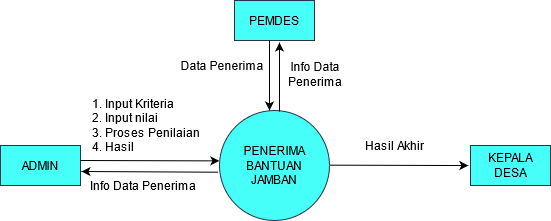 PEMDES
Data Penerima
Info Data
Penerima
1. Input Kriteria
2. Input nilai
3. Proses Penilaian
4. Hasil
ADMIN
Info Data Penerima
PENERIMA
BANTUAN
JAMBAN
Hasil Akhir
KEPALA
DESA